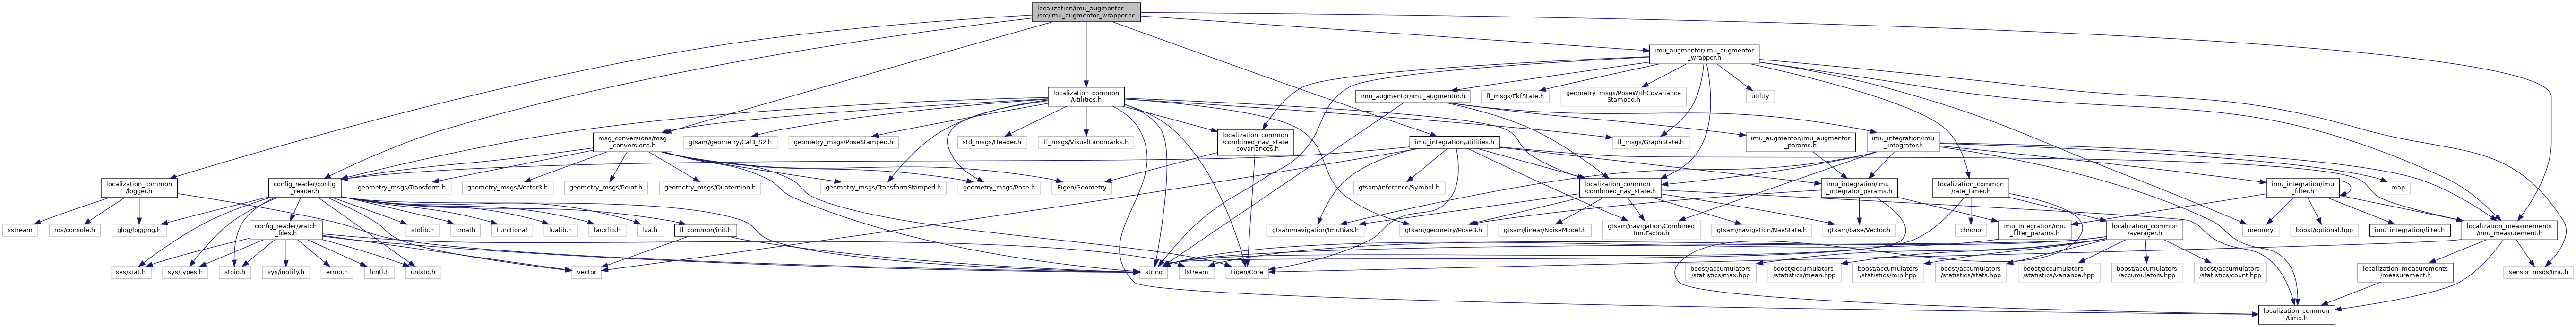 localization/imu_augmentor
/src/imu_augmentor_wrapper.cc
imu_augmentor/imu_augmentor
_wrapper.h
localization_common
/utilities.h
imu_augmentor/imu_augmentor.h
ff_msgs/EkfState.h
geometry_msgs/PoseWithCovariance
Stamped.h
utility
msg_conversions/msg
_conversions.h
gtsam/geometry/Cal3_S2.h
geometry_msgs/PoseStamped.h
std_msgs/Header.h
ff_msgs/VisualLandmarks.h
localization_common
/combined_nav_state
_covariances.h
imu_integration/utilities.h
ff_msgs/GraphState.h
imu_augmentor/imu_augmentor
_params.h
imu_integration/imu
_integrator.h
localization_common
/logger.h
config_reader/config
_reader.h
geometry_msgs/Transform.h
geometry_msgs/Vector3.h
geometry_msgs/Point.h
geometry_msgs/Quaternion.h
geometry_msgs/TransformStamped.h
geometry_msgs/Pose.h
Eigen/Geometry
gtsam/inference/Symbol.h
localization_common
/combined_nav_state.h
imu_integration/imu
_integrator_params.h
localization_common
/rate_timer.h
imu_integration/imu
_filter.h
map
sstream
ros/console.h
glog/logging.h
config_reader/watch
_files.h
stdlib.h
cmath
functional
lualib.h
lauxlib.h
lua.h
ff_common/init.h
gtsam/navigation/ImuBias.h
gtsam/geometry/Pose3.h
gtsam/linear/NoiseModel.h
gtsam/navigation/Combined
ImuFactor.h
gtsam/navigation/NavState.h
gtsam/base/Vector.h
chrono
imu_integration/imu
_filter_params.h
localization_common
/averager.h
memory
boost/optional.hpp
imu_integration/filter.h
localization_measurements
/imu_measurement.h
sys/stat.h
sys/types.h
stdio.h
sys/inotify.h
errno.h
fcntl.h
unistd.h
vector
string
fstream
Eigen/Core
boost/accumulators
/statistics/max.hpp
boost/accumulators
/statistics/mean.hpp
boost/accumulators
/statistics/min.hpp
boost/accumulators
/statistics/stats.hpp
boost/accumulators
/statistics/variance.hpp
boost/accumulators
/accumulators.hpp
boost/accumulators
/statistics/count.hpp
localization_measurements
/measurement.h
sensor_msgs/Imu.h
localization_common
/time.h